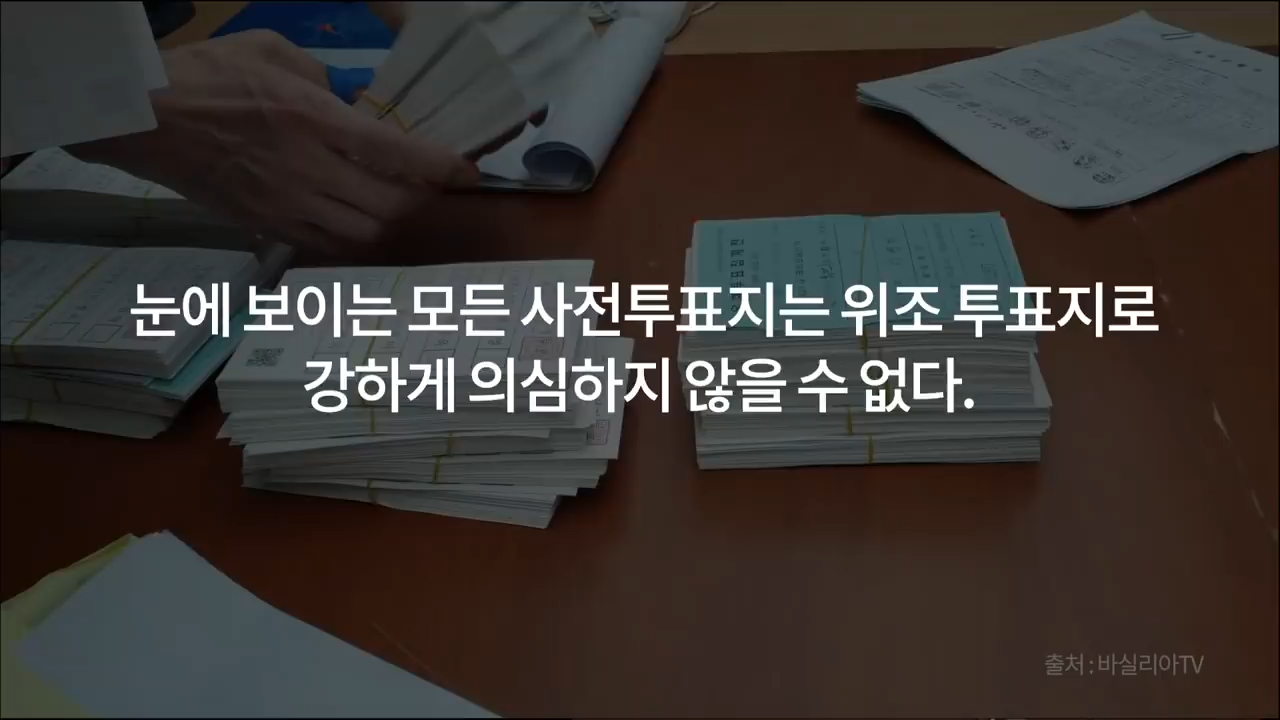 눈에 보이는 모든 사전투표지는 위조 투표지로
강하게 의심하지 않을 수 없다.
출처 : 바실리아TV